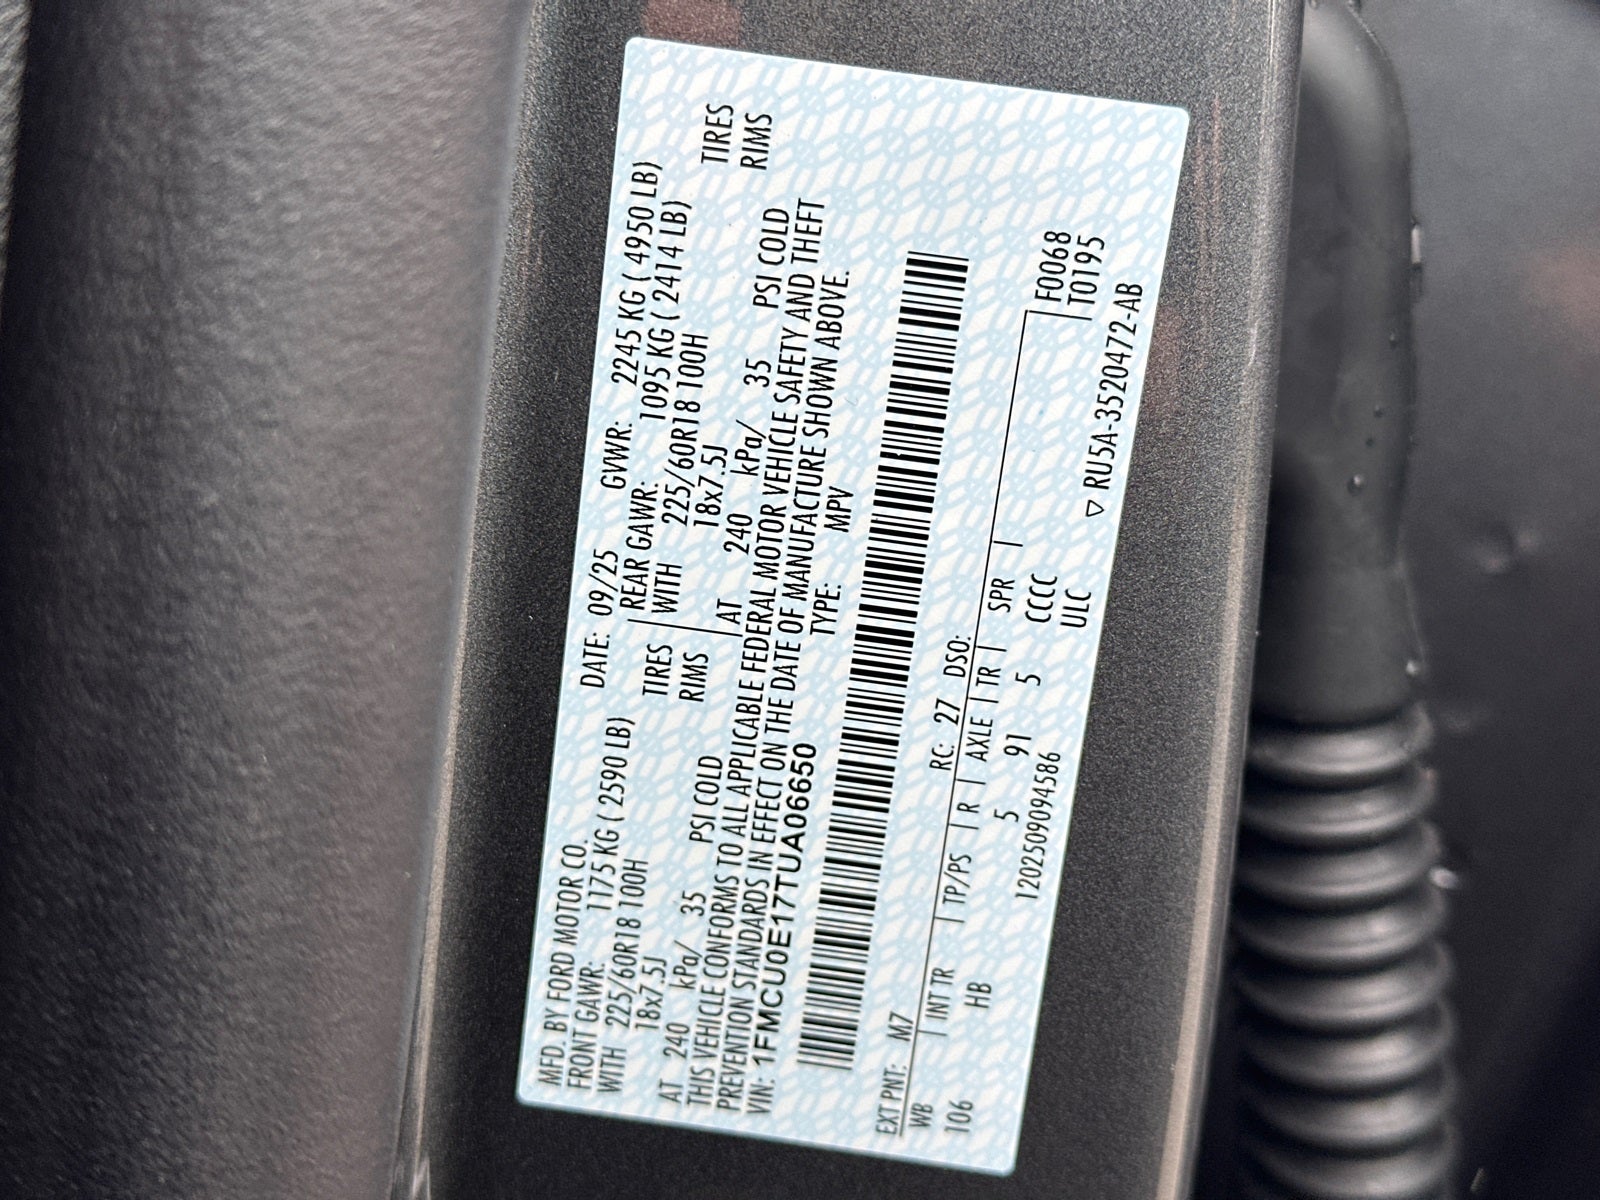 MFD. BY FORD MOTOR CO. DATE: 09/25 GVWR: 2245 KG ( 4950 LB)
FRONT GAWR: 1175 KG ( 2590 LB) REAR GAWR: 1095 KG ( 2414 LB)
WITH 225/60R18 100H TIRES WITH 225/60R18 100H TIRES
18x7.5J RIMS 18x7.5J RIMS
AT 240 kPa/ 35 PSI COLD AT 240 kPa/ 35 PSI COLD
THIS VEHICLE CONFORMS TO ALL APPLICABLE FEDERAL MOTOR VEHICLE SAFETY AND THEFT
PREVENTION STANDARDS IN EFFECT ON THE DATE OF MANUFACTURE SHOWN ABOVE.
VIN: 1FMCU0E17TUA06650 TYPE: MPV
EXT PNT: M7 RC: 27 DSO:
WB | INT TR | TP/PS | R | AXLE | TR | SPR |
106 HB 5 91 5 CCCC F0068
ULC T0195
1202509094586 ▽ RU5A-3520472-AB